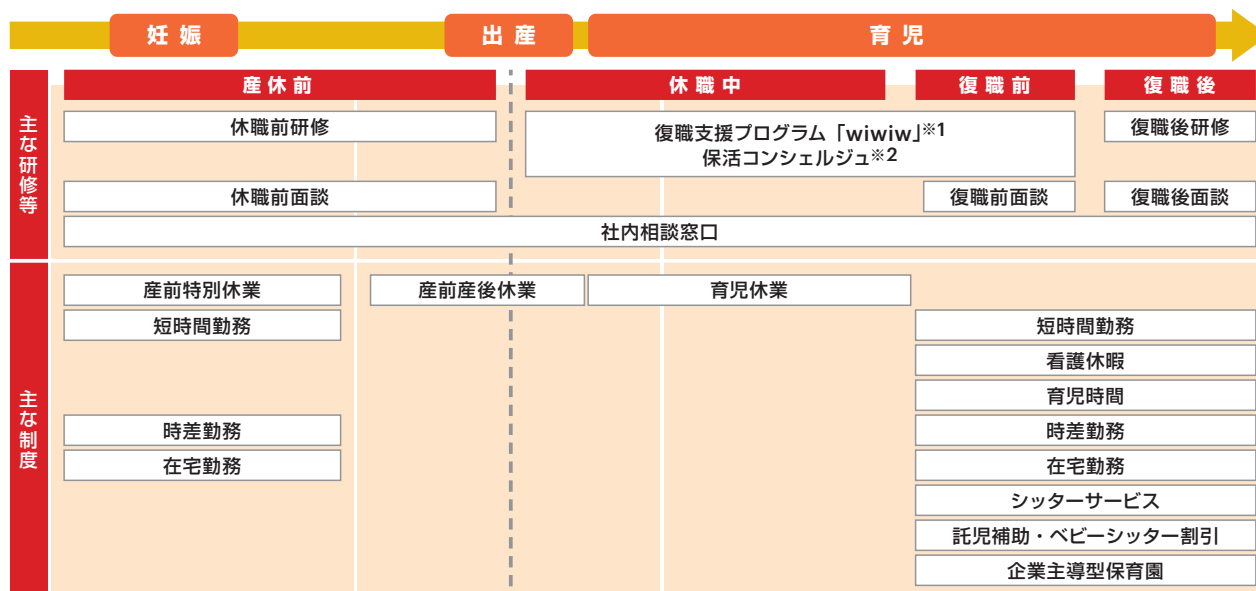 妊娠
出産
育児
産休前
休職中
復職前
復職後
主な研修等
休職前研修
復職支援プログラム「wiwiw」※1
保活コンシェルジュ※2
復職後研修
休職前面談
復職前面談
復職後面談
社内相談窓口
主な制度
産前特別休業
産前産後休業
育児休業
短時間勤務
短時間勤務
看護休暇
育児時間
時差勤務
時差勤務
在宅勤務
在宅勤務
シッターサービス
託児補助・ベビーシッター割引
企業主導型保育園